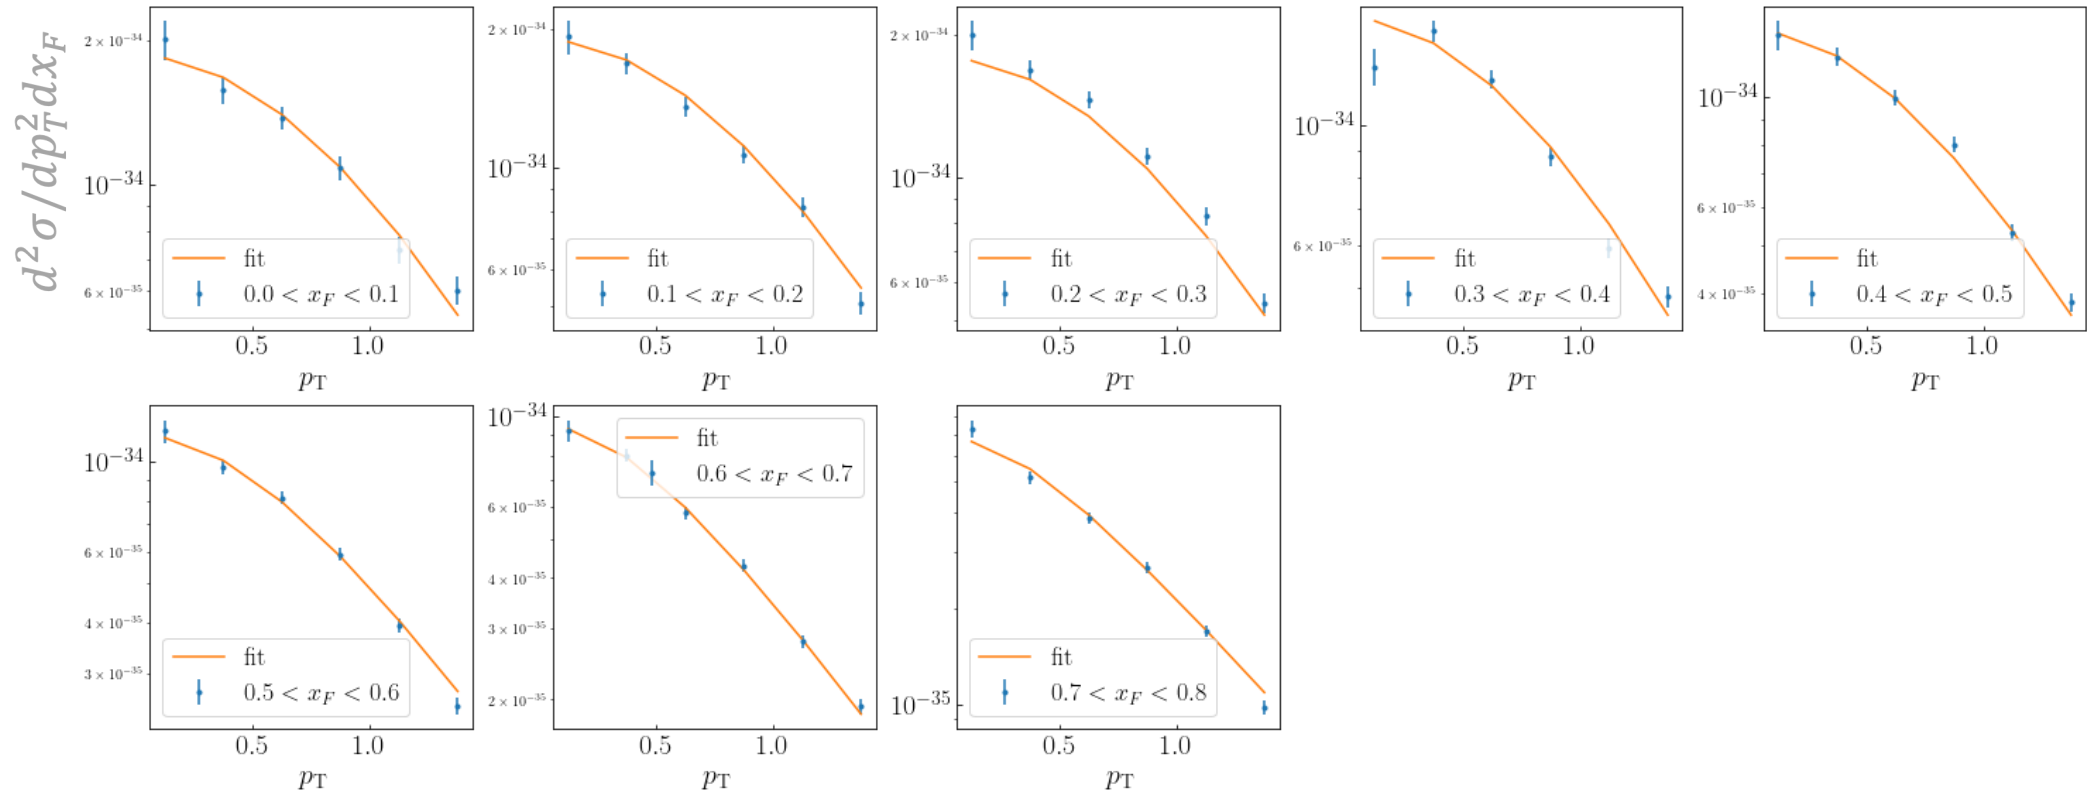 d²σ/dp_T²dx_F
2 × 10⁻³⁴
10⁻³⁴
6 × 10⁻³⁵
fit
0.0 < x_F < 0.1
0.5 1.0
p_T
2 × 10⁻³⁴
10⁻³⁴
6 × 10⁻³⁵
fit
0.1 < x_F < 0.2
0.5 1.0
p_T
2 × 10⁻³⁴
10⁻³⁴
6 × 10⁻³⁵
fit
0.2 < x_F < 0.3
0.5 1.0
p_T
10⁻³⁴
6 × 10⁻³⁵
fit
0.3 < x_F < 0.4
0.5 1.0
p_T
10⁻³⁴
6 × 10⁻³⁵
4 × 10⁻³⁵
fit
0.4 < x_F < 0.5
0.5 1.0
p_T
10⁻³⁴
6 × 10⁻³⁵
4 × 10⁻³⁵
3 × 10⁻³⁵
fit
0.5 < x_F < 0.6
0.5 1.0
p_T
10⁻³⁴
6 × 10⁻³⁵
4 × 10⁻³⁵
3 × 10⁻³⁵
2 × 10⁻³⁵
fit
0.6 < x_F < 0.7
0.5 1.0
p_T
10⁻³⁵
fit
0.7 < x_F < 0.8
0.5 1.0
p_T